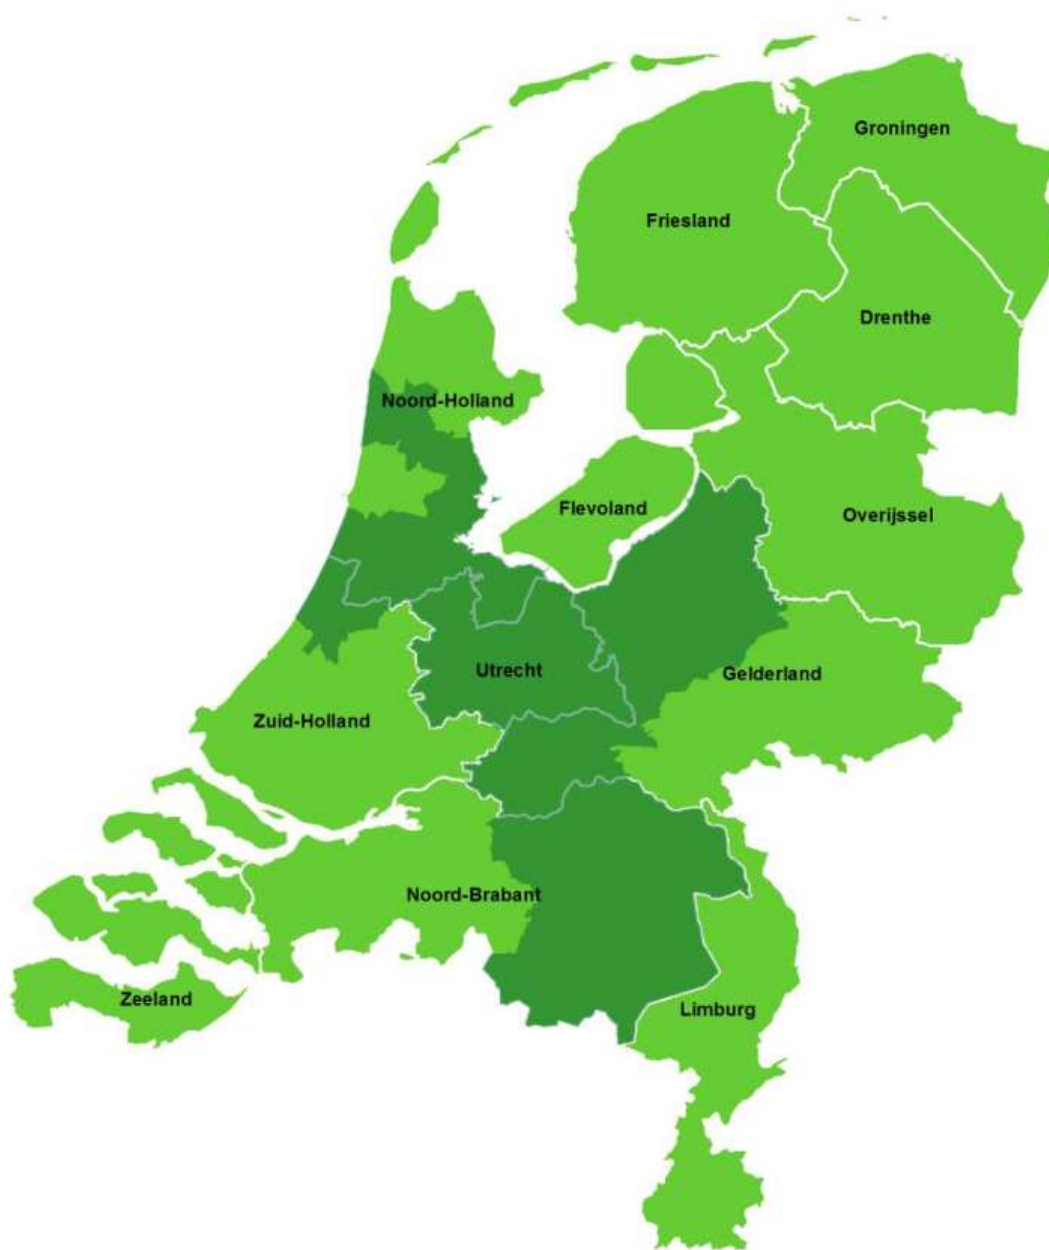 Groningen
Friesland
Drenthe
Noord-Holland
Flevoland
Overijssel
Utrecht
Gelderland
Zuid-Holland
Noord-Brabant
Zeeland
Limburg